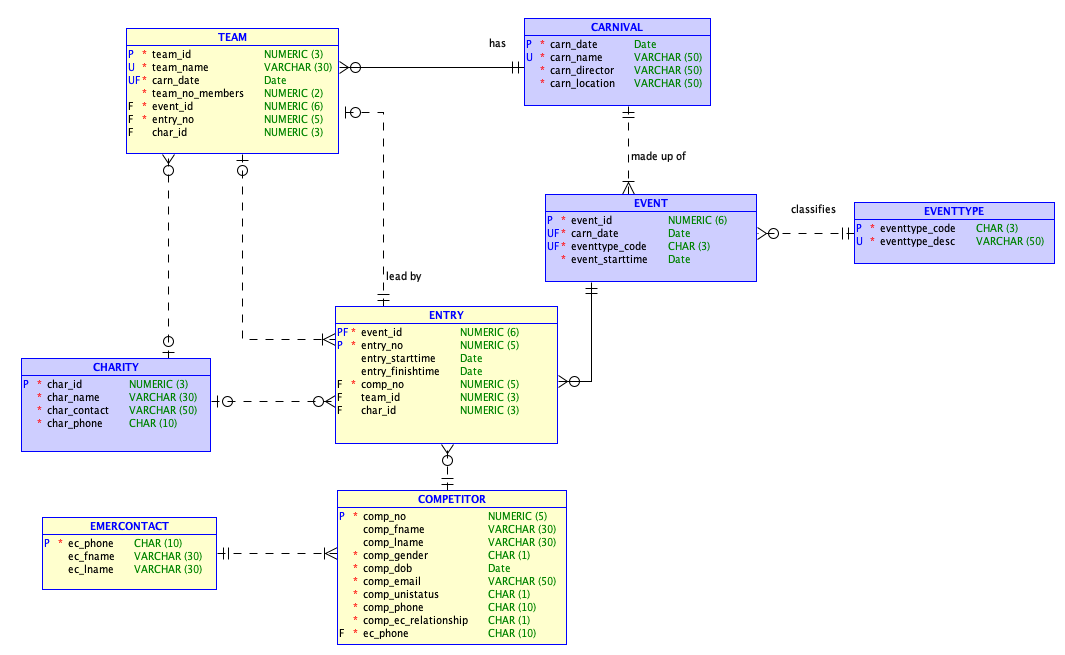 TEAM
P * team_id NUMERIC (3)
U * team_name VARCHAR (30)
UF* carn_date Date
* team_no_members NUMERIC (2)
F * event_id NUMERIC (6)
F * entry_no NUMERIC (5)
F char_id NUMERIC (3)
has
CARNIVAL
P * carn_date Date
U * carn_name VARCHAR (50)
* carn_director VARCHAR (50)
* carn_location VARCHAR (50)
made up of
EVENT
P * event_id NUMERIC (6)
UF* carn_date Date
UF* eventtype_code CHAR (3)
* event_starttime Date
classifies
EVENTTYPE
P * eventtype_code CHAR (3)
U * eventtype_desc VARCHAR (50)
lead by
ENTRY
PF * event_id NUMERIC (6)
P * entry_no NUMERIC (5)
entry_starttime Date
entry_finishtime Date
F * comp_no NUMERIC (5)
F team_id NUMERIC (3)
F char_id NUMERIC (3)
CHARITY
P * char_id NUMERIC (3)
* char_name VARCHAR (30)
* char_contact VARCHAR (50)
* char_phone CHAR (10)
COMPETITOR
P * comp_no NUMERIC (5)
comp_fname VARCHAR (30)
comp_lname VARCHAR (30)
* comp_gender CHAR (1)
* comp_dob Date
* comp_email VARCHAR (50)
* comp_unistatus CHAR (1)
* comp_phone CHAR (10)
* comp_ec_relationship CHAR (1)
F * ec_phone CHAR (10)
EMERCONTACT
P * ec_phone CHAR (10)
ec_fname VARCHAR (30)
ec_lname VARCHAR (30)